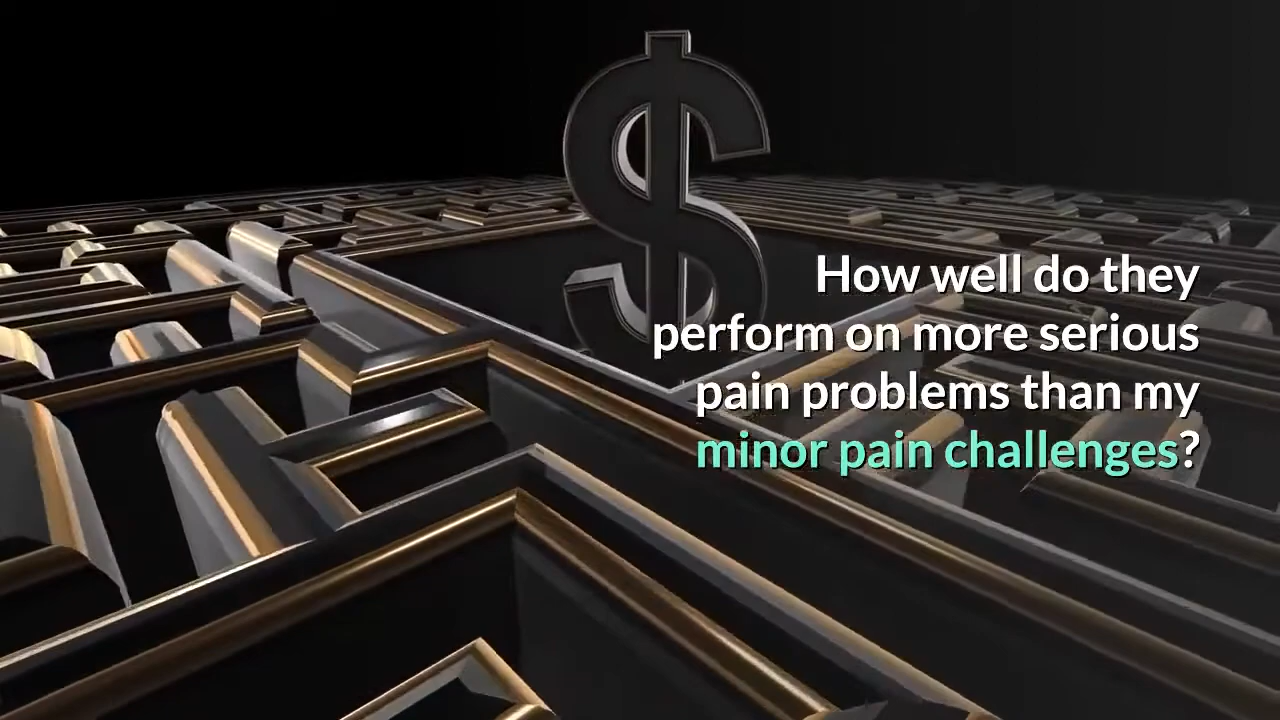 How well do they
perform on more serious
pain problems than my
minor pain challenges?